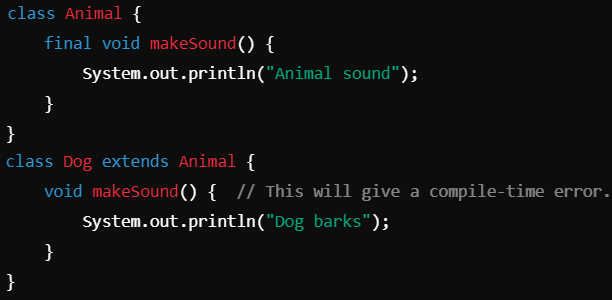 class Animal {
    final void makeSound() {
        System.out.println("Animal sound");
    }
}
class Dog extends Animal {
    void makeSound() {  // This will give a compile-time error.
        System.out.println("Dog barks");
    }
}